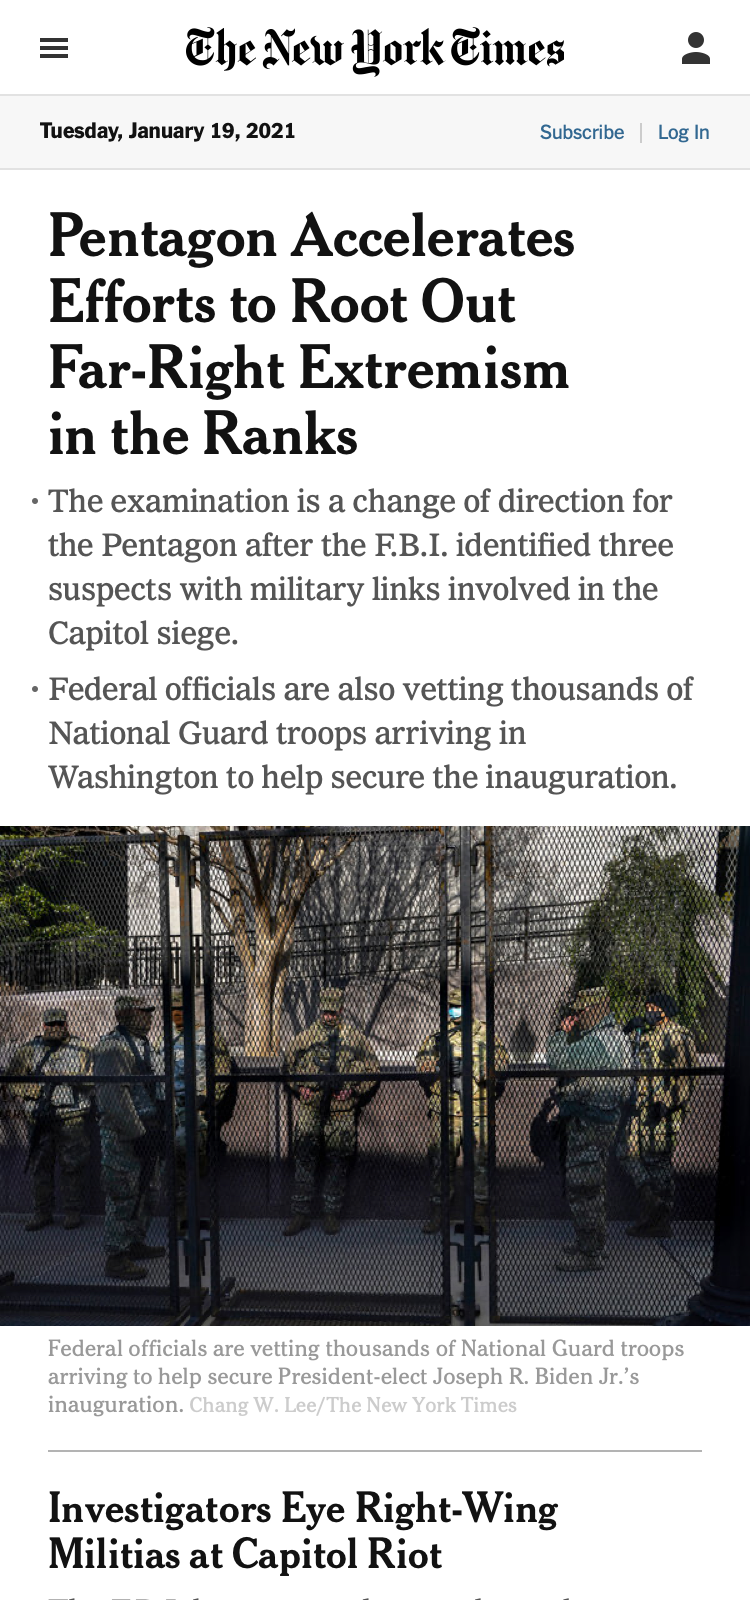 The New York Times
Tuesday, January 19, 2021
Subscribe | Log In
Pentagon Accelerates
Efforts to Root Out
Far-Right Extremism
in the Ranks
• The examination is a change of direction for
the Pentagon after the F.B.I. identified three
suspects with military links involved in the
Capitol siege.
• Federal officials are also vetting thousands of
National Guard troops arriving in
Washington to help secure the inauguration.
Federal officials are vetting thousands of National Guard troops
arriving to help secure President-elect Joseph R. Biden Jr.’s
inauguration. Chang W. Lee/The New York Times
Investigators Eye Right-Wing
Militias at Capitol Riot